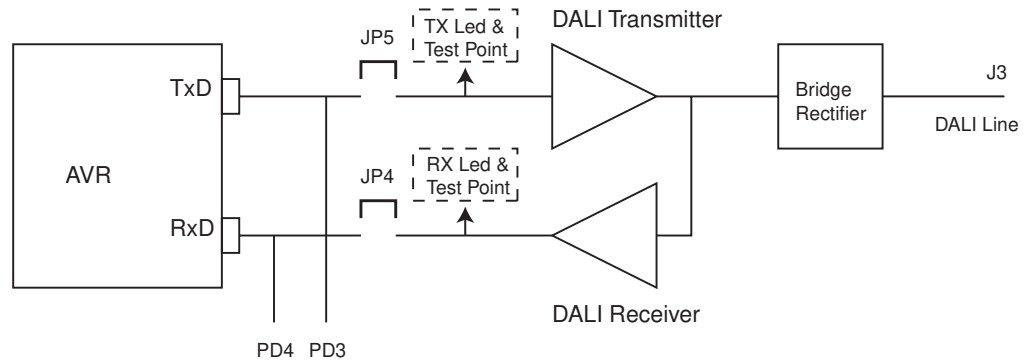 DALI Transmitter
TX Led &
Test Point
JP5
TxD
J3
Bridge
Rectifier
DALI Line
AVR
RX Led &
Test Point
JP4
RxD
DALI Receiver
PD4 PD3